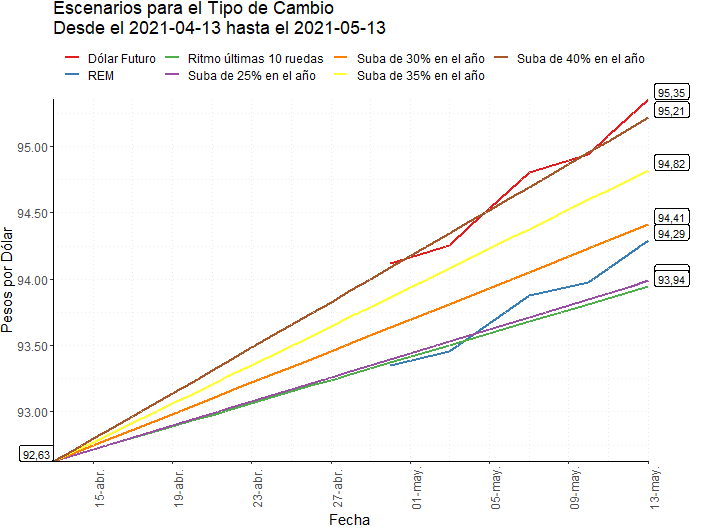 Escenarios para el Tipo de Cambio
Desde el 2021-04-13 hasta el 2021-05-13
Dólar Futuro Ritmo últimas 10 ruedas Suba de 30% en el año Suba de 40% en el año
REM Suba de 25% en el año Suba de 35% en el año
95,35
95,21
95.00
94,82
94.50
94,41
94,29
94.00
93,94
93.50
93.00
92,63
Pesos por Dólar
15-abr.
19-abr.
23-abr.
27-abr.
01-may.
05-may.
09-may.
13-may.
Fecha